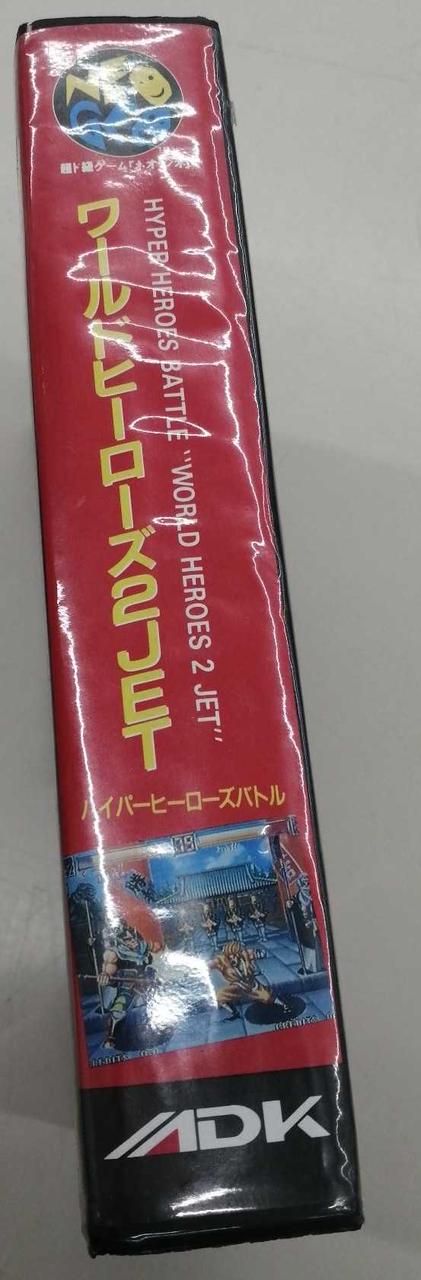 NEO GEO
超ド級ゲーム「ネオ・ジオ」
HYPER HEROES BATTLE “WORLD HEROES 2 JET”
ワールドヒーローズ2JET
ハイパーヒーローズバトル
ADK